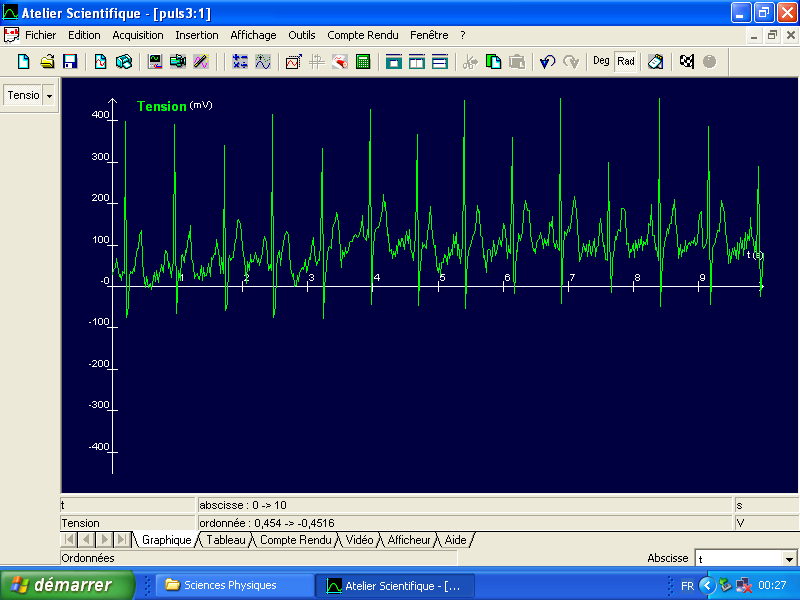 Atelier Scientifique - [puls3:1]
Fichier Edition Acquisition Insertion Affichage Outils Compte Rendu Fenêtre ?
Deg Rad
Tensio
Tension (mV)
400
300
200
100
-0
-100
-200
-300
-400
1 2 3 4 5 6 7 8 9
t (s)
t abscisse : 0 -> 10 s
Tension ordonnée : 0,454 -> -0,4516 V
Graphique Tableau Compte Rendu Vidéo Afficheur Aide
Ordonnées Abscisse t
démarrer Sciences Physiques Atelier Scientifique - [... FR 00:27